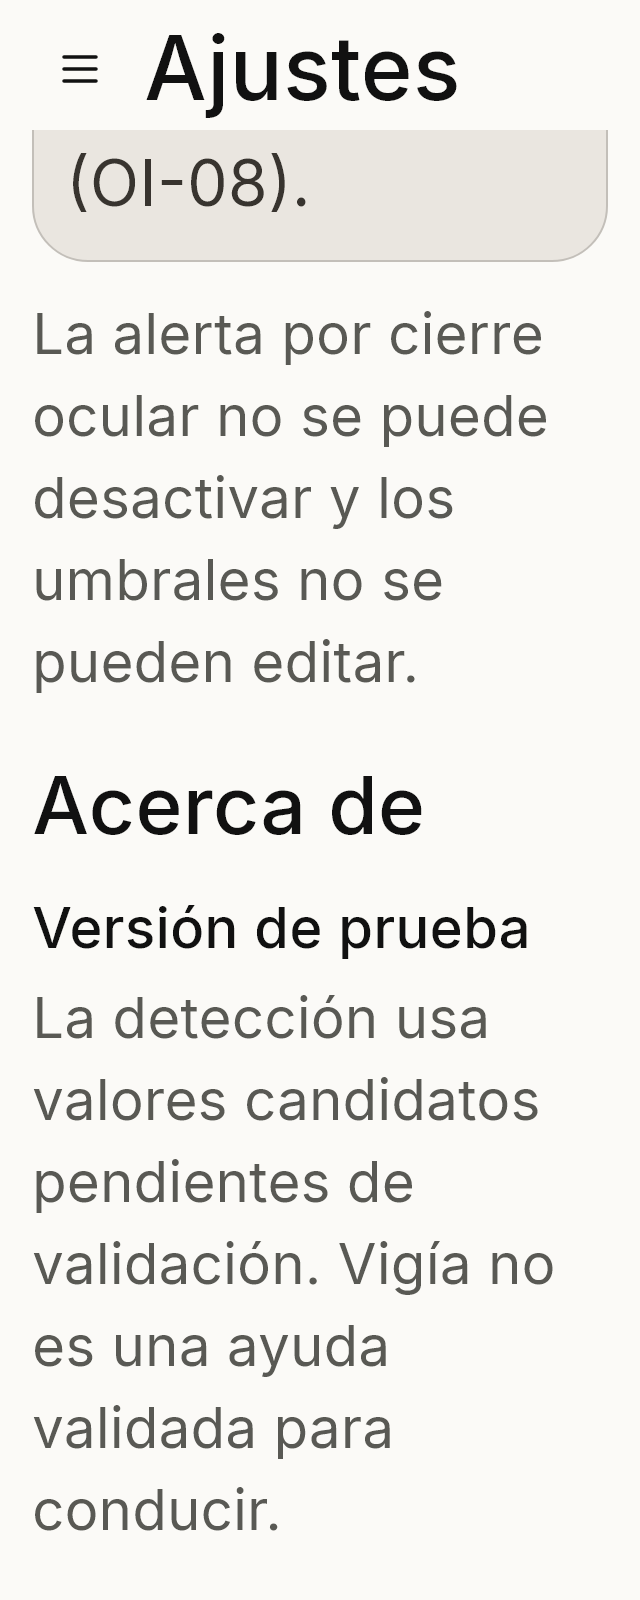 Ajustes
(OI-08).
La alerta por cierre
ocular no se puede
desactivar y los
umbrales no se
pueden editar.
Acerca de
Versión de prueba
La detección usa
valores candidatos
pendientes de
validación. Vigía no
es una ayuda
validada para
conducir.